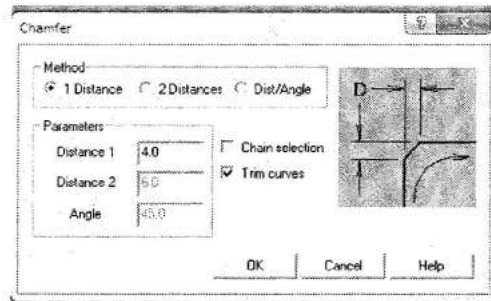 Chamfer
Method
1 Distance 2 Distances Dist/Angle
Parameters
Distance 1 4.0
Distance 2 6.0
Angle 45.0
Chain selection
Trim curves
D
OK Cancel Help